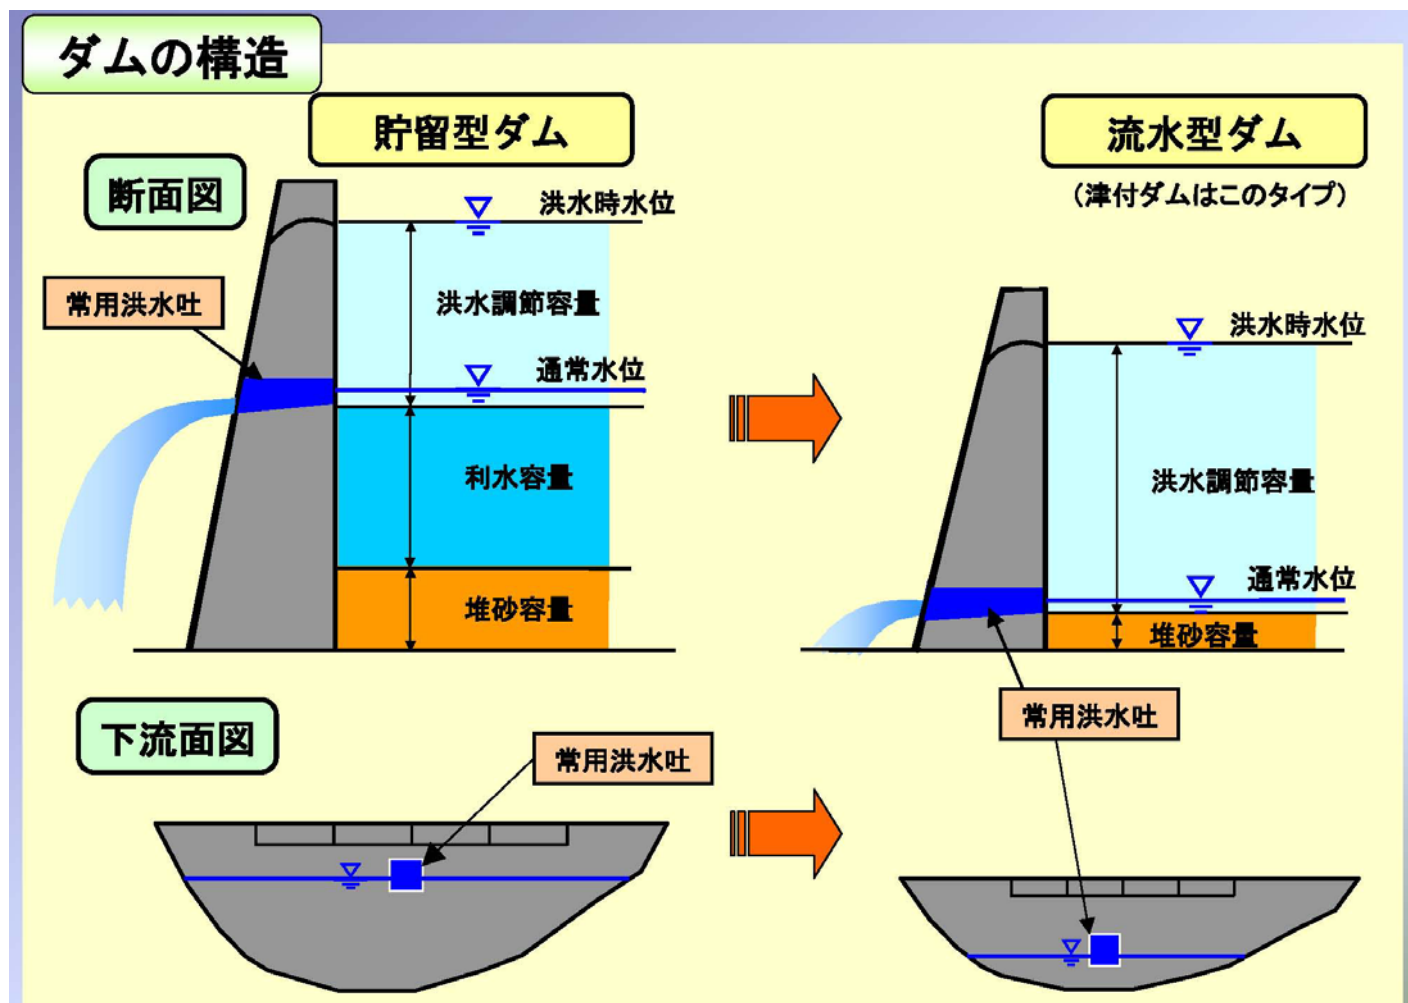 ダムの構造
貯留型ダム
流水型ダム
(津付ダムはこのタイプ)
断面図
洪水時水位
常用洪水吐
洪水調節容量
通常水位
利水容量
堆砂容量
洪水時水位
洪水調節容量
通常水位
堆砂容量
常用洪水吐
下流面図
常用洪水吐